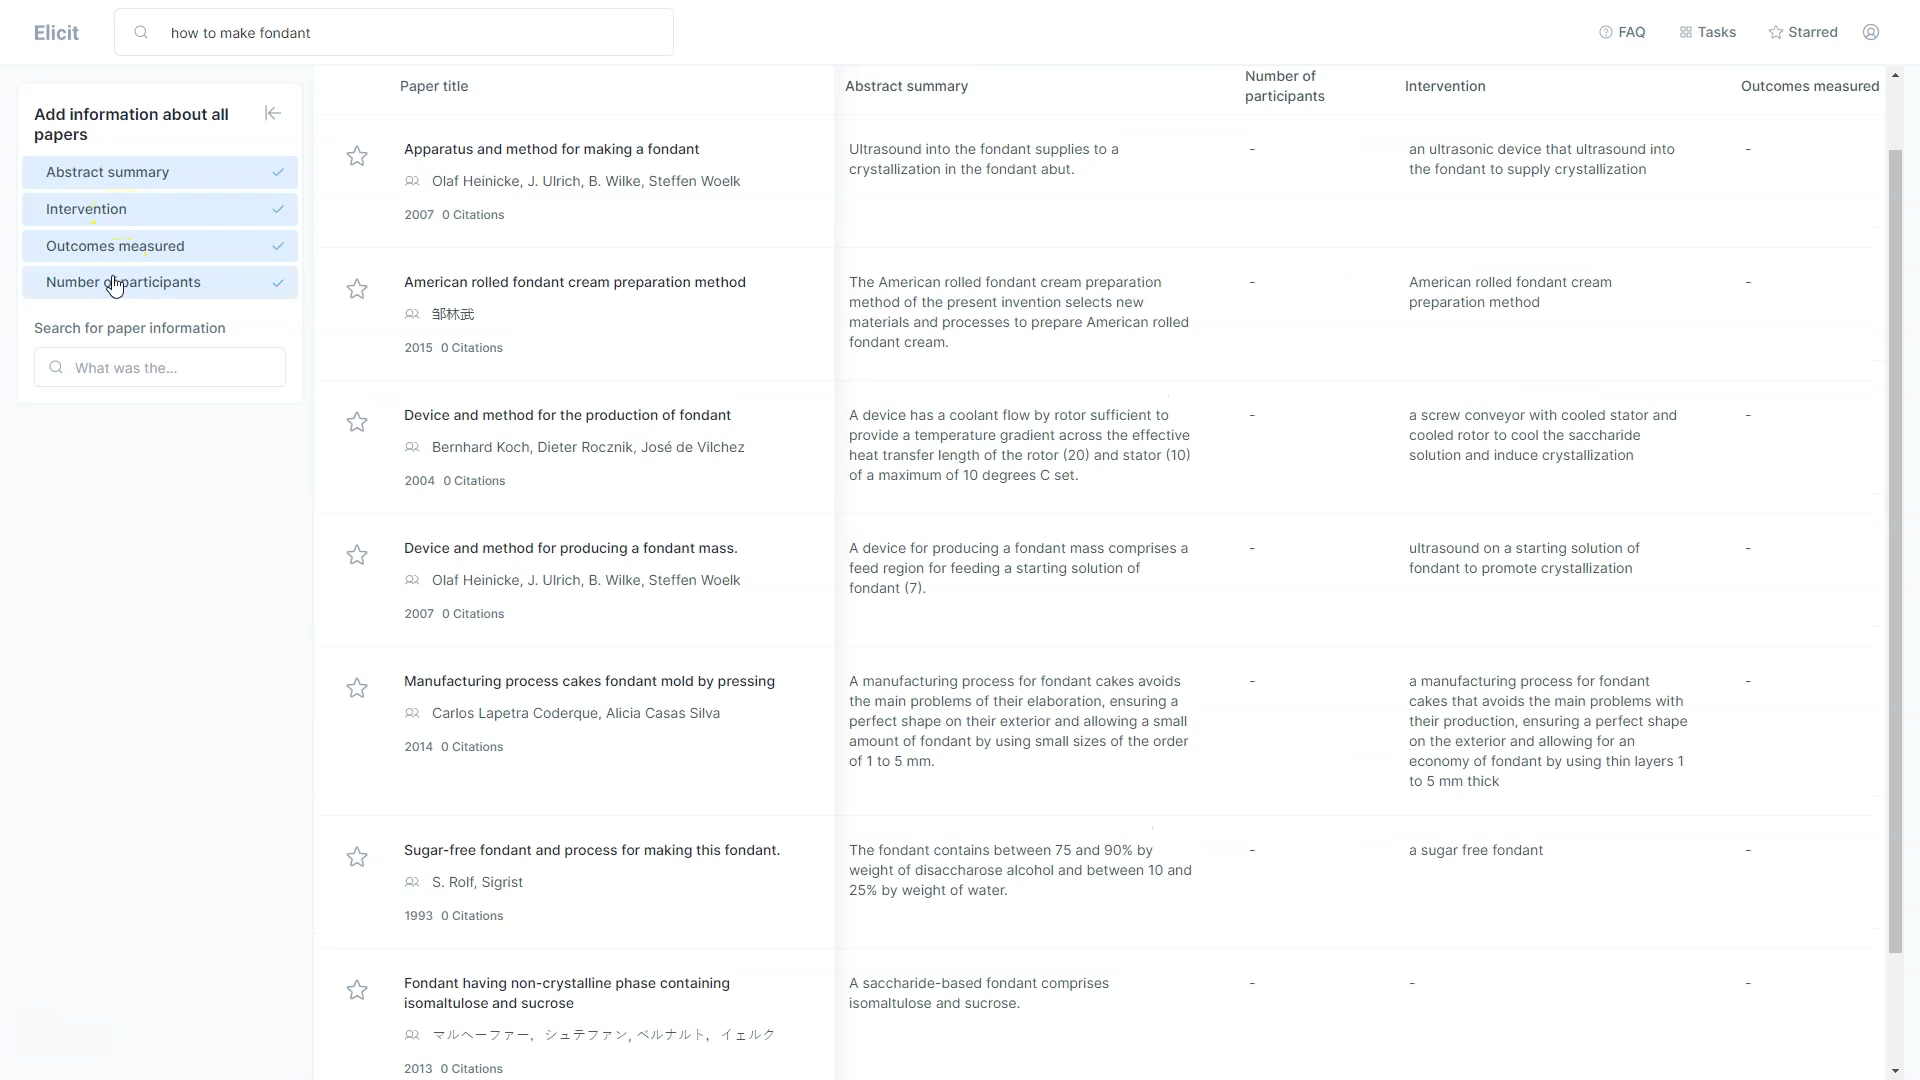 Elicit
how to make fondant
FAQ
Tasks
Starred
Add information about all
papers
Abstract summary
Intervention
Outcomes measured
Number of participants
Search for paper information
What was the...
Paper title
Abstract summary
Number of
participants
Intervention
Outcomes measured
Apparatus and method for making a fondant
Olaf Heinicke, J. Ulrich, B. Wilke, Steffen Woelk
2007 0 Citations
Ultrasound into the fondant supplies to a
crystallization in the fondant abut.
-
an ultrasonic device that ultrasound into
the fondant to supply crystallization
-
American rolled fondant cream preparation method
邹林武
2015 0 Citations
The American rolled fondant cream preparation
method of the present invention selects new
materials and processes to prepare American rolled
fondant cream.
-
American rolled fondant cream
preparation method
-
Device and method for the production of fondant
Bernhard Koch, Dieter Rocznik, José de Vilchez
2004 0 Citations
A device has a coolant flow by rotor sufficient to
provide a temperature gradient across the effective
heat transfer length of the rotor (20) and stator (10)
of a maximum of 10 degrees C set.
-
a screw conveyor with cooled stator and
cooled rotor to cool the saccharide
solution and induce crystallization
-
Device and method for producing a fondant mass.
Olaf Heinicke, J. Ulrich, B. Wilke, Steffen Woelk
2007 0 Citations
A device for producing a fondant mass comprises a
feed region for feeding a starting solution of
fondant (7).
-
ultrasound on a starting solution of
fondant to promote crystallization
-
Manufacturing process cakes fondant mold by pressing
Carlos Lapetra Coderque, Alicia Casas Silva
2014 0 Citations
A manufacturing process for fondant cakes avoids
the main problems of their elaboration, ensuring a
perfect shape on their exterior and allowing a small
amount of fondant by using small sizes of the order
of 1 to 5 mm.
-
a manufacturing process for fondant
cakes that avoids the main problems with
their production, ensuring a perfect shape
on the exterior and allowing for an
economy of fondant by using thin layers 1
to 5 mm thick
-
Sugar-free fondant and process for making this fondant.
S. Rolf, Sigrist
1993 0 Citations
The fondant contains between 75 and 90% by
weight of disaccharose alcohol and between 10 and
25% by weight of water.
-
a sugar free fondant
-
Fondant having non-crystalline phase containing
isomaltulose and sucrose
マルヘーファー, シュテファン, ベルナルト, イェルク
2013 0 Citations
A saccharide-based fondant comprises
isomaltulose and sucrose.
-
-
-